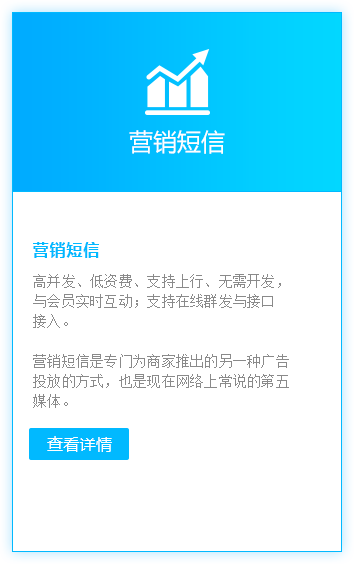 营销短信
营销短信
高并发、低资费、支持上行、无需开发，
与会员实时互动；支持在线群发与接口
接入。
营销短信是专门为商家推出的另一种广告
投放的方式，也是现在网络上常说的第五
媒体。
查看详情